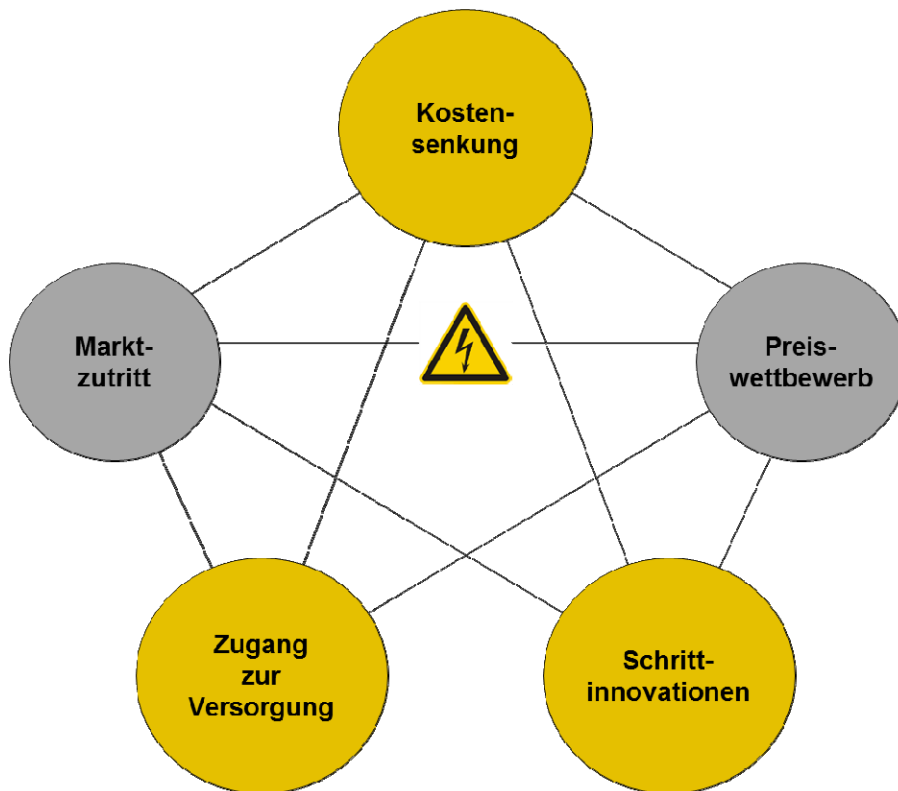 Kosten-
senkung
Markt-
zutritt
Preis-
wettbewerb
Zugang
zur
Versorgung
Schritt-
innovationen